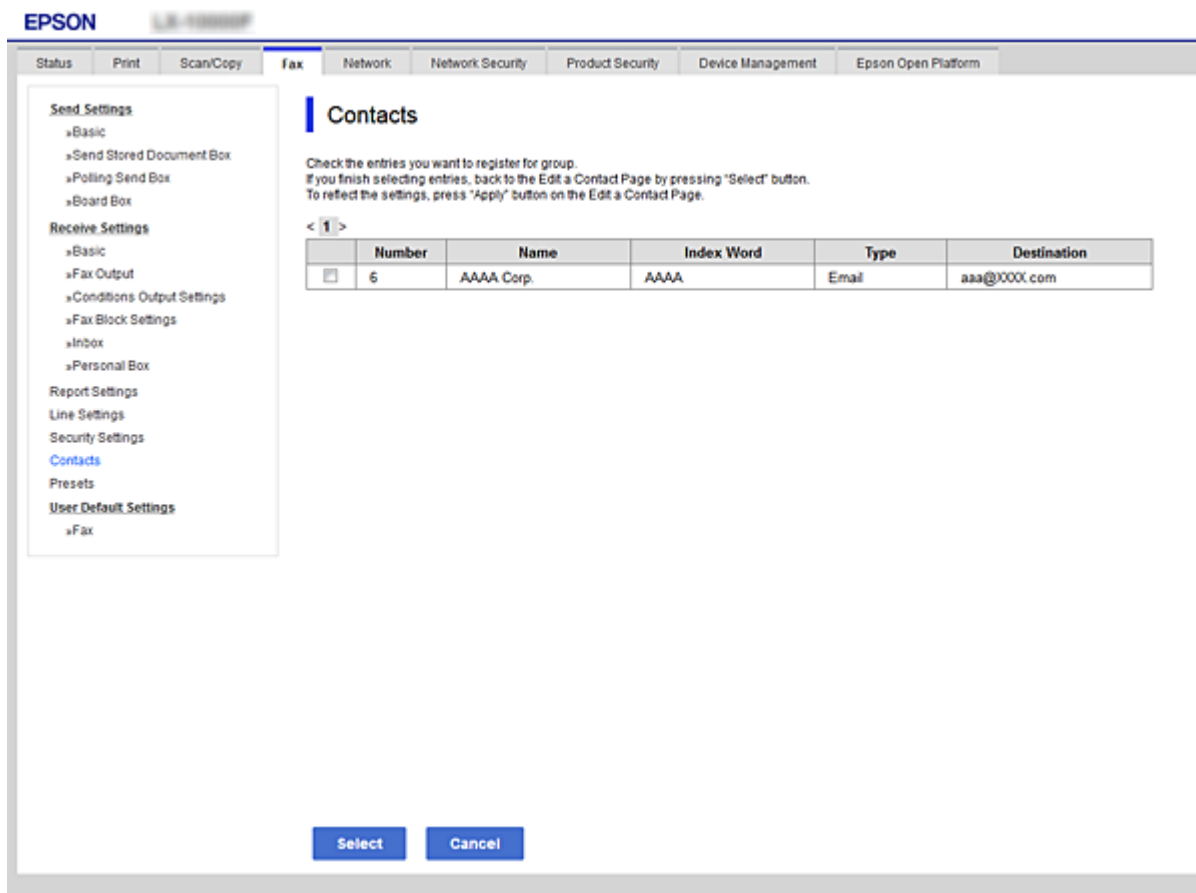 EPSON
Status Print Scan/Copy Fax Network Network Security Product Security Device Management Epson Open Platform
Send Settings
»Basic
»Send Stored Document Box
»Polling Send Box
»Board Box
Receive Settings
»Basic
»Fax Output
»Conditions Output Settings
»Fax Block Settings
»Inbox
»Personal Box
Report Settings
Line Settings
Security Settings
Contacts
Presets
User Default Settings
»Fax
Contacts
Check the entries you want to register for group.
If you finish selecting entries, back to the Edit a Contact Page by pressing "Select" button.
To reflect the settings, press "Apply" button on the Edit a Contact Page.
< 1 >
Number Name Index Word Type Destination
6 AAAA Corp. AAAA Email aaa@XXXX.com
Select Cancel